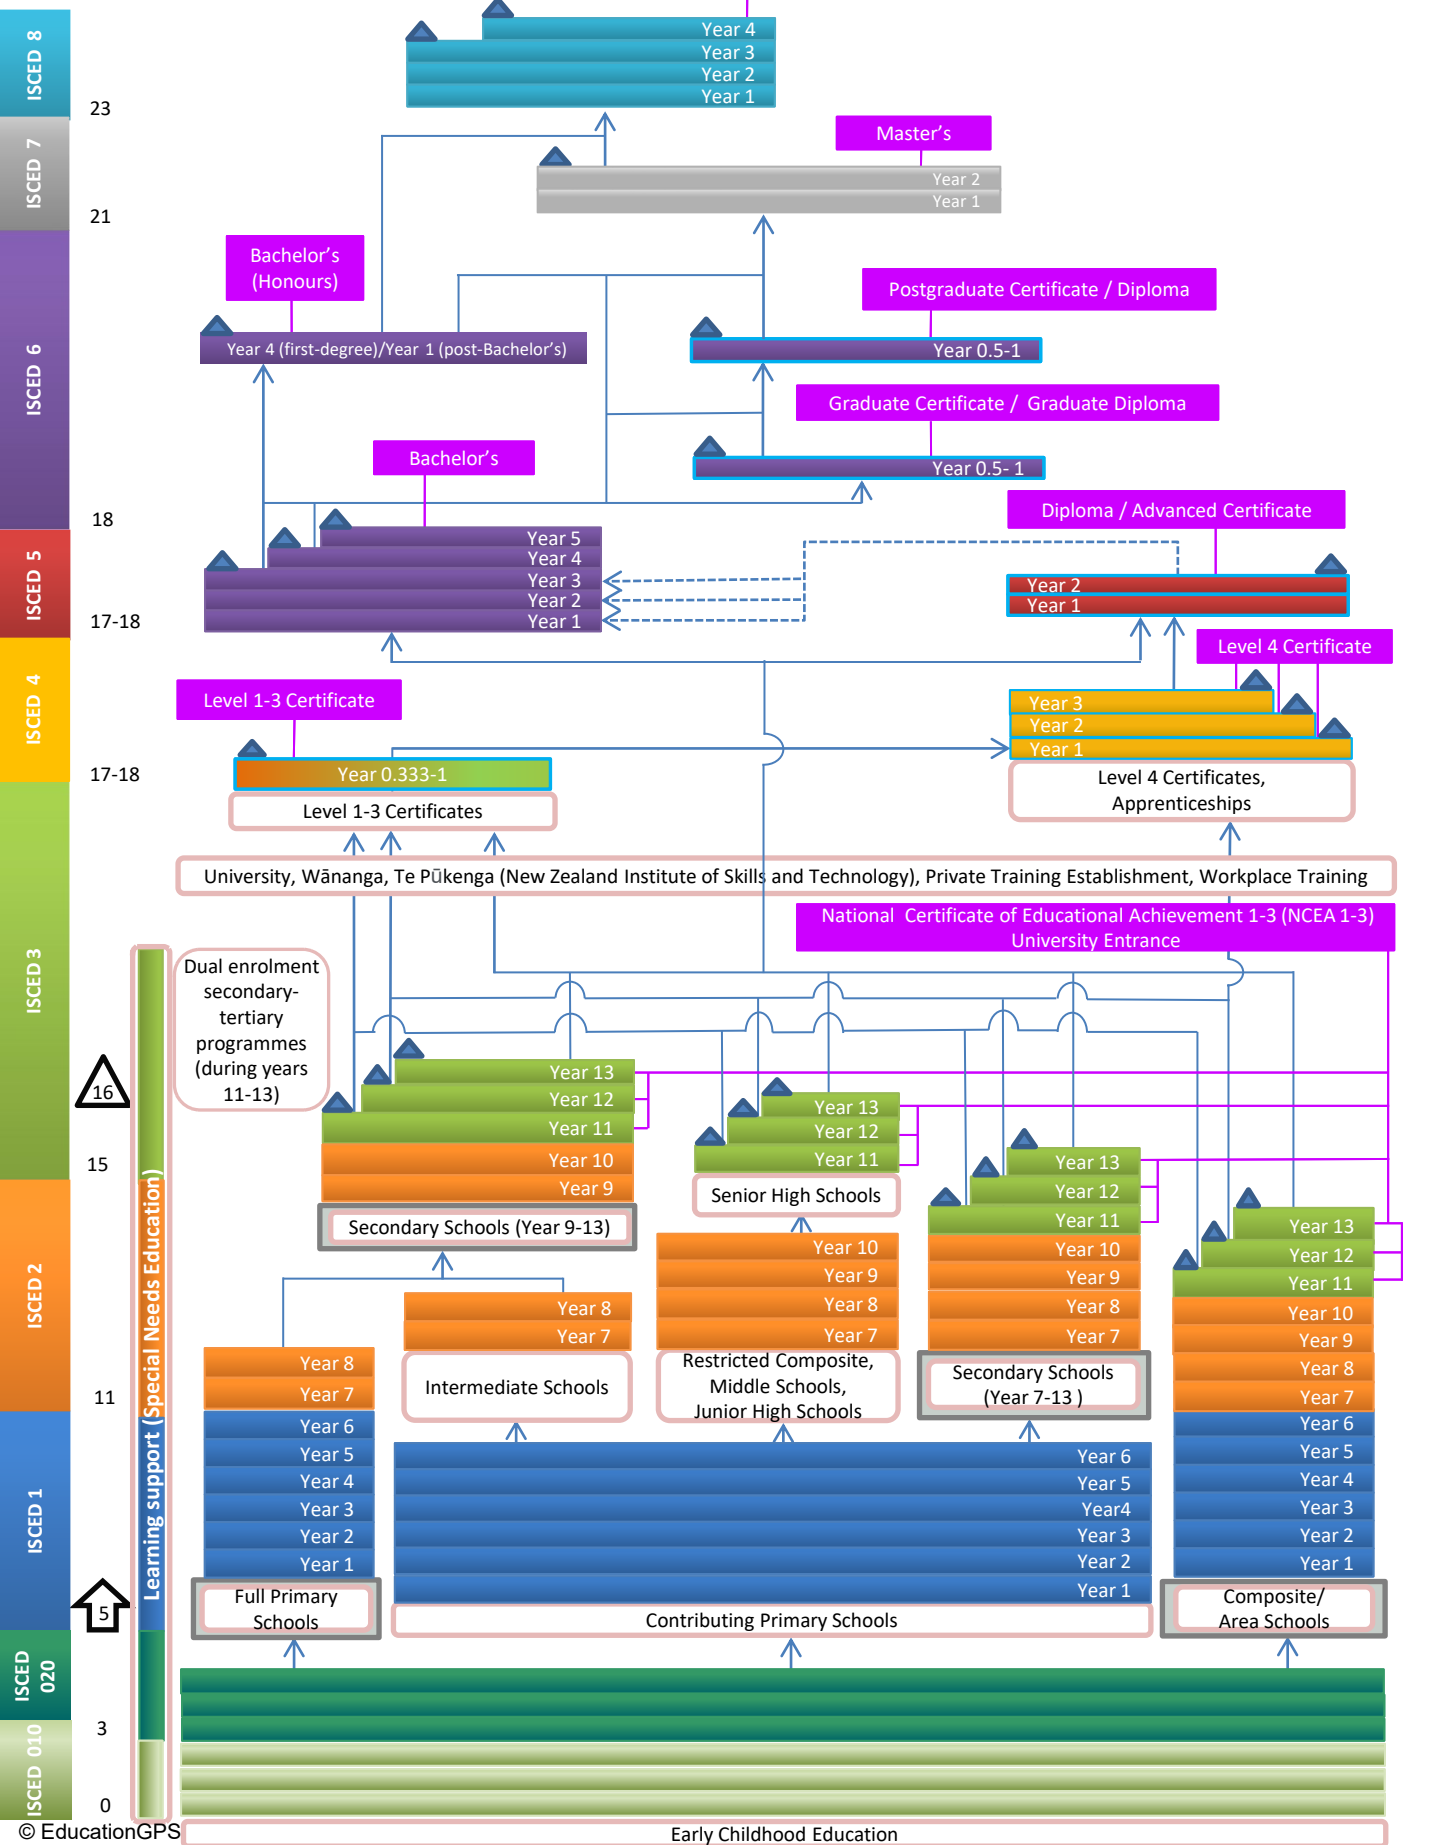 ISCED 8
Year 4
Year 3
Year 2
Year 1
23
ISCED 7
Master's
Year 2
Year 1
21
ISCED 6
Bachelor's
(Honours)
Postgraduate Certificate / Diploma
Year 4 (first-degree)/Year 1 (post-Bachelor's)
Year 0.5-1
Graduate Certificate / Graduate Diploma
Bachelor's
Year 0.5- 1
18
Diploma / Advanced Certificate
ISCED 5
Year 5
Year 4
Year 3
Year 2
Year 1
Year 2
Year 1
17-18
Level 4 Certificate
ISCED 4
Level 1-3 Certificate
Year 3
Year 2
Year 1
17-18
Year 0.333-1
Level 1-3 Certificates
Level 4 Certificates,
Apprenticeships
University, Wānanga, Te Pūkenga (New Zealand Institute of Skills and Technology), Private Training Establishment, Workplace Training
National Certificate of Educational Achievement 1-3 (NCEA 1-3)
University Entrance
ISCED 3
Dual enrolment
secondary-
tertiary
programmes
(during years
11-13)
16
15
Year 13
Year 12
Year 11
Year 10
Year 9
Secondary Schools (Year 9-13)
Year 13
Year 12
Year 11
Senior High Schools
Year 13
Year 12
Year 11
Year 10
Year 9
Year 8
Year 7
Secondary Schools
(Year 7-13 )
Year 13
Year 12
Year 11
Year 10
Year 9
Year 8
Year 7
Year 6
Year 5
Year 4
Year 3
Year 2
Year 1
Composite/
Area Schools
ISCED 2
Learning support (Special Needs Education)
Year 10
Year 9
Year 8
Year 7
Restricted Composite,
Middle Schools,
Junior High Schools
Year 8
Year 7
Intermediate Schools
11
Year 8
Year 7
Year 6
Year 5
Year 4
Year 3
Year 2
Year 1
Full Primary
Schools
ISCED 1
Year 6
Year 5
Year4
Year 3
Year 2
Year 1
Contributing Primary Schools
5
ISCED
020
3
ISCED 010
0
© EducationGPS
Early Childhood Education